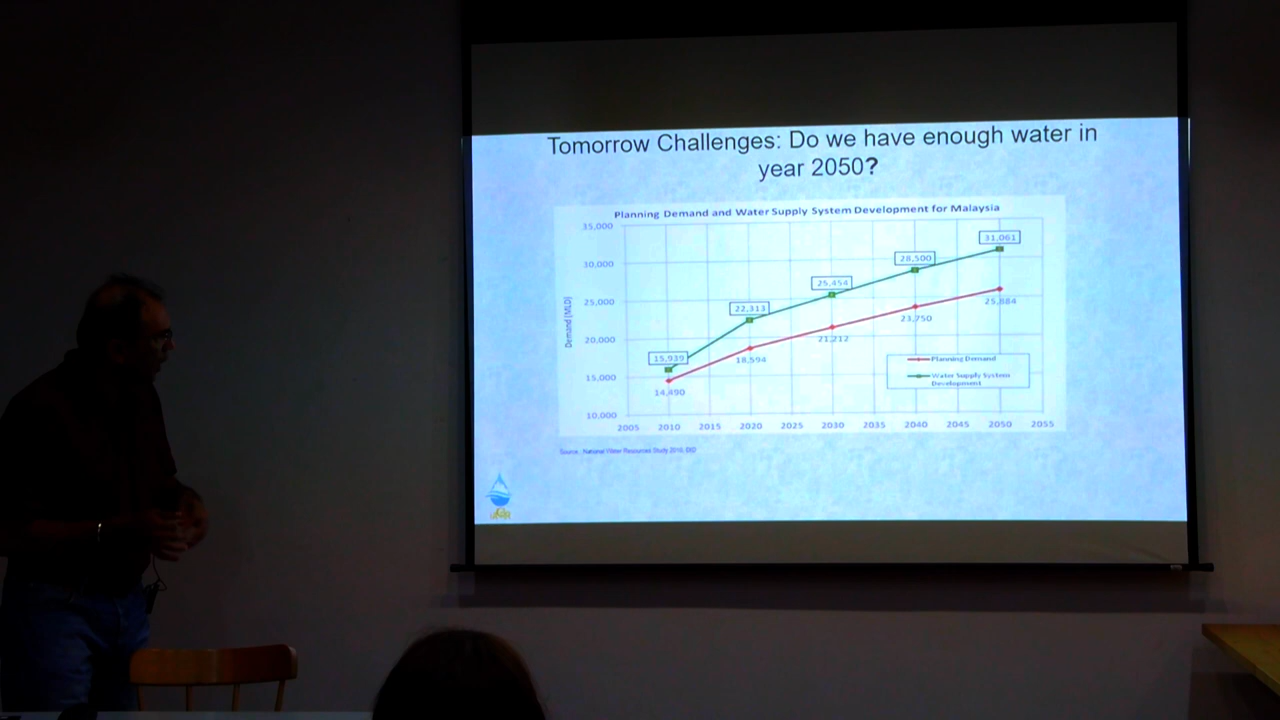 Tomorrow Challenges: Do we have enough water in
year 2050?
Planning Demand and Water Supply System Development for Malaysia
Demand (MLD)
35,000
10,000
25,000
20,000
15,000
10,000
31,061
28,500
25,454
22,313
15,939
25,884
23,750
21,212
18,594
14,490
Planning Demand
Water Supply System
Development
2005 2010 2015 2020 2025 2030 2035 2040 2045 2050 2055
Source : National Water Resources Study 2010, DID